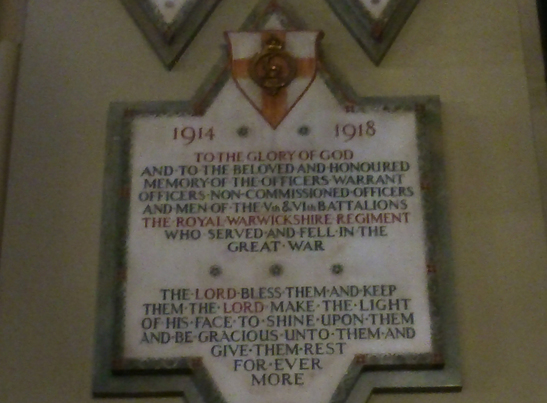 1914 1918
TO THE GLORY OF GOD
AND·TO THE BELOVED AND HONOURED
MEMORY·OF THE·OFFICERS WARRANT
OFFICERS·NON-COMMISSIONED·OFFICERS
AND MEN OF THE Vth & VIth BATTALIONS
THE ROYAL·WARWICKSHIRE REGIMENT
WHO SERVED·AND FELL·IN THE
GREAT·WAR
THE·LORD·BLESS·THEM·AND·KEEP
THEM·THE·LORD·MAKE·THE·LIGHT
OF HIS·FACE·TO·SHINE·UPON·THEM
AND·BE·GRACIOUS·UNTO·THEM·AND
GIVE·THEM·REST
FOR·EVER
MORE